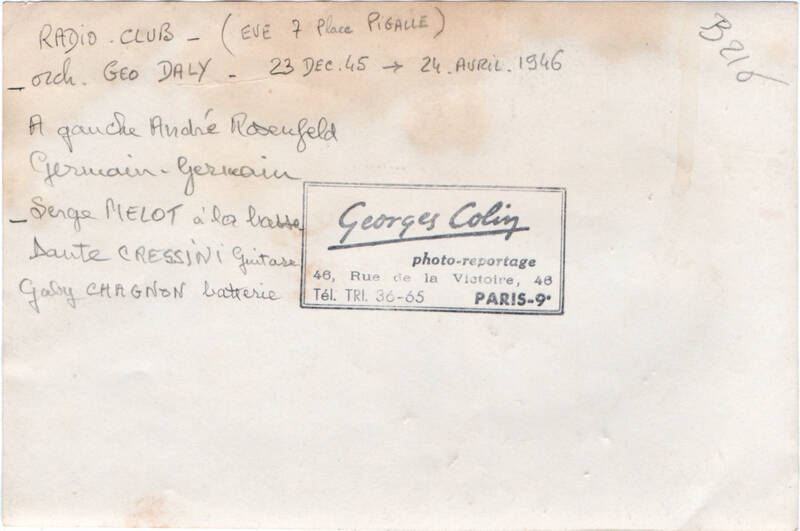 RADIO.CLUB - (EVE 7 Place PIGALLE)
- orch. GEO DALY - 23 DEC.45 → 24.AVRIL.1946
B216
A gauche André Rosenfeld
Germain-Germain
- Serge MELOT à la basse
Dante CRESSINI Guitare
Gaby CHAGNON batterie
Georges Colin
photo-reportage
46, Rue de la Victoire, 46
Tél. TRI. 36-65 PARIS-9e